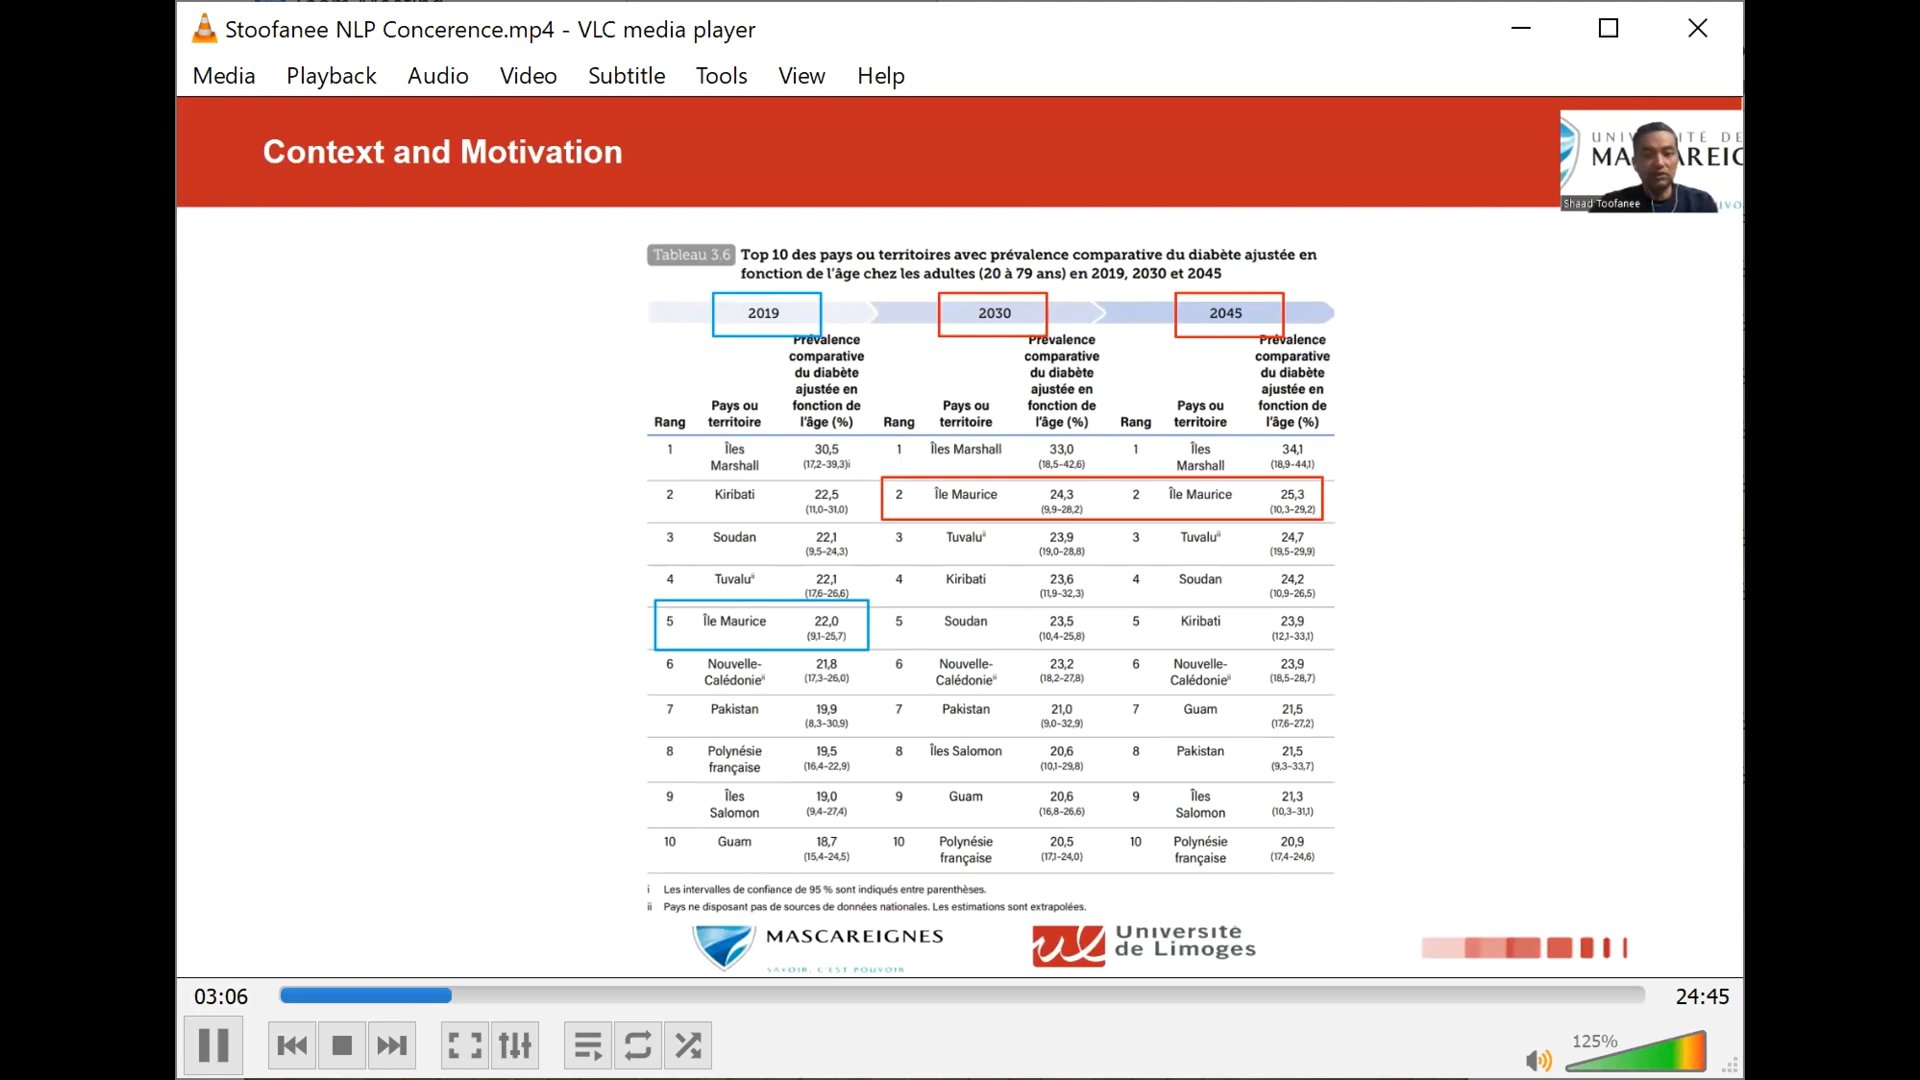 Stoofanee NLP Concerence.mp4 - VLC media player
Media Playback Audio Video Subtitle Tools View Help
Context and Motivation
UNIVERSITÉ DE
Shaad Toofanee
Tableau 3.6 Top 10 des pays ou territoires avec prévalence comparative du diabète ajustée en
fonction de l'âge chez les adultes (20 à 79 ans) en 2019, 2030 et 2045
2019 2030 2045
Prévalence Prévalence Prévalence
comparative comparative comparative
du diabète du diabète du diabète
ajustée en ajustée en ajustée en
Pays ou fonction de Pays ou fonction de Pays ou fonction de
Rang territoire l'âge (%) Rang territoire l'âge (%) Rang territoire l'âge (%)
1 Îles 30,5 1 Îles Marshall 33,0 1 Îles 34,1
Marshall (17,2–39,3)i (18,5–42,6) Marshall (18,9–44,1)
2 Kiribati 22,5 2 Île Maurice 24,3 2 Île Maurice 25,3
(11,0–31,0) (9,9–28,2) (10,3–29,2)
3 Soudan 22,1 3 Tuvaluii 23,9 3 Tuvaluii 24,7
(9,5–24,3) (19,0–28,8) (19,5–29,9)
4 Tuvaluii 22,1 4 Kiribati 23,6 4 Soudan 24,2
(17,6–26,6) (11,9–32,3) (10,9–26,5)
5 Île Maurice 22,0 5 Soudan 23,5 5 Kiribati 23,9
(9,1–25,7) (10,4–25,8) (12,1–33,1)
6 Nouvelle- 21,8 6 Nouvelle- 23,2 6 Nouvelle- 23,9
Calédonieii (17,3–26,0) Calédonieii (18,2–27,8) Calédonieii (18,5–28,7)
7 Pakistan 19,9 7 Pakistan 21,0 7 Guam 21,5
(8,3–30,9) (9,0–32,9) (17,6–27,2)
8 Polynésie 19,5 8 Îles Salomon 20,6 8 Pakistan 21,5
française (16,4–22,9) (10,1–29,8) (9,3–33,7)
9 Îles 19,0 9 Guam 20,6 9 Îles 21,3
Salomon (9,4–27,4) (16,8–26,6) Salomon (10,3–31,1)
10 Guam 18,7 10 Polynésie 20,5 10 Polynésie 20,9
(15,4–24,5) française (17,1–24,0) française (17,4–24,6)
i Les intervalles de confiance de 95 % sont indiqués entre parenthèses.
ii Pays ne disposant pas de sources de données nationales. Les estimations sont extrapolées.
MASCAREIGNES
SAVOIR, C'EST POUVOIR
ul Université
de Limoges
03:06 24:45
125%